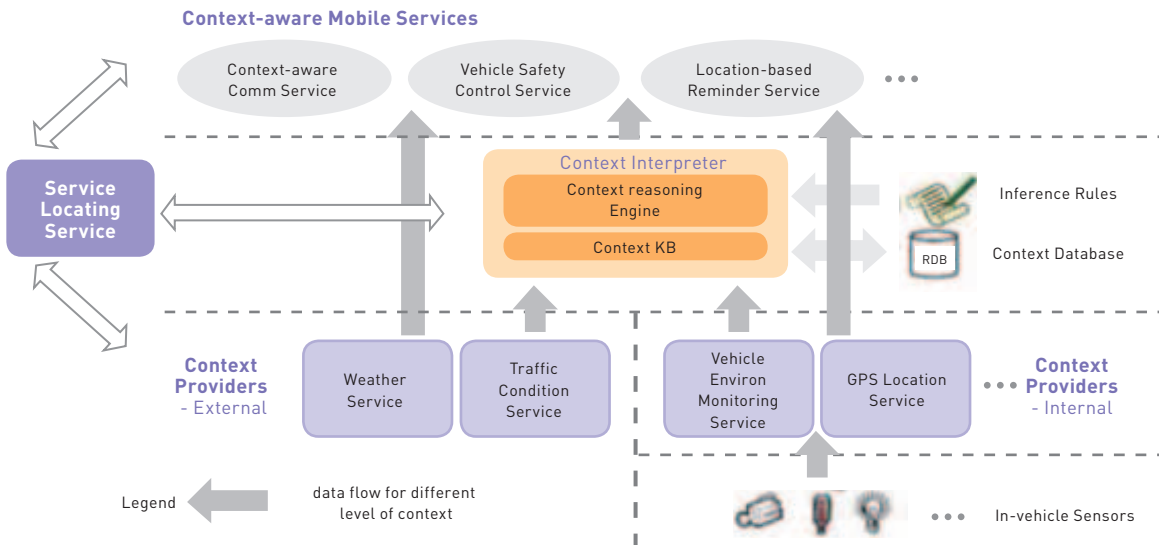 Context-aware Mobile Services
Context-aware
Comm Service
Vehicle Safety
Control Service
Location-based
Reminder Service
Service
Locating
Service
Context Interpreter
Context reasoning
Engine
Context KB
Inference Rules
RDB
Context Database
Context
Providers
- External
Weather
Service
Traffic
Condition
Service
Vehicle
Environ
Monitoring
Service
GPS Location
Service
Context
Providers
- Internal
Legend
data flow for different
level of context
In-vehicle Sensors